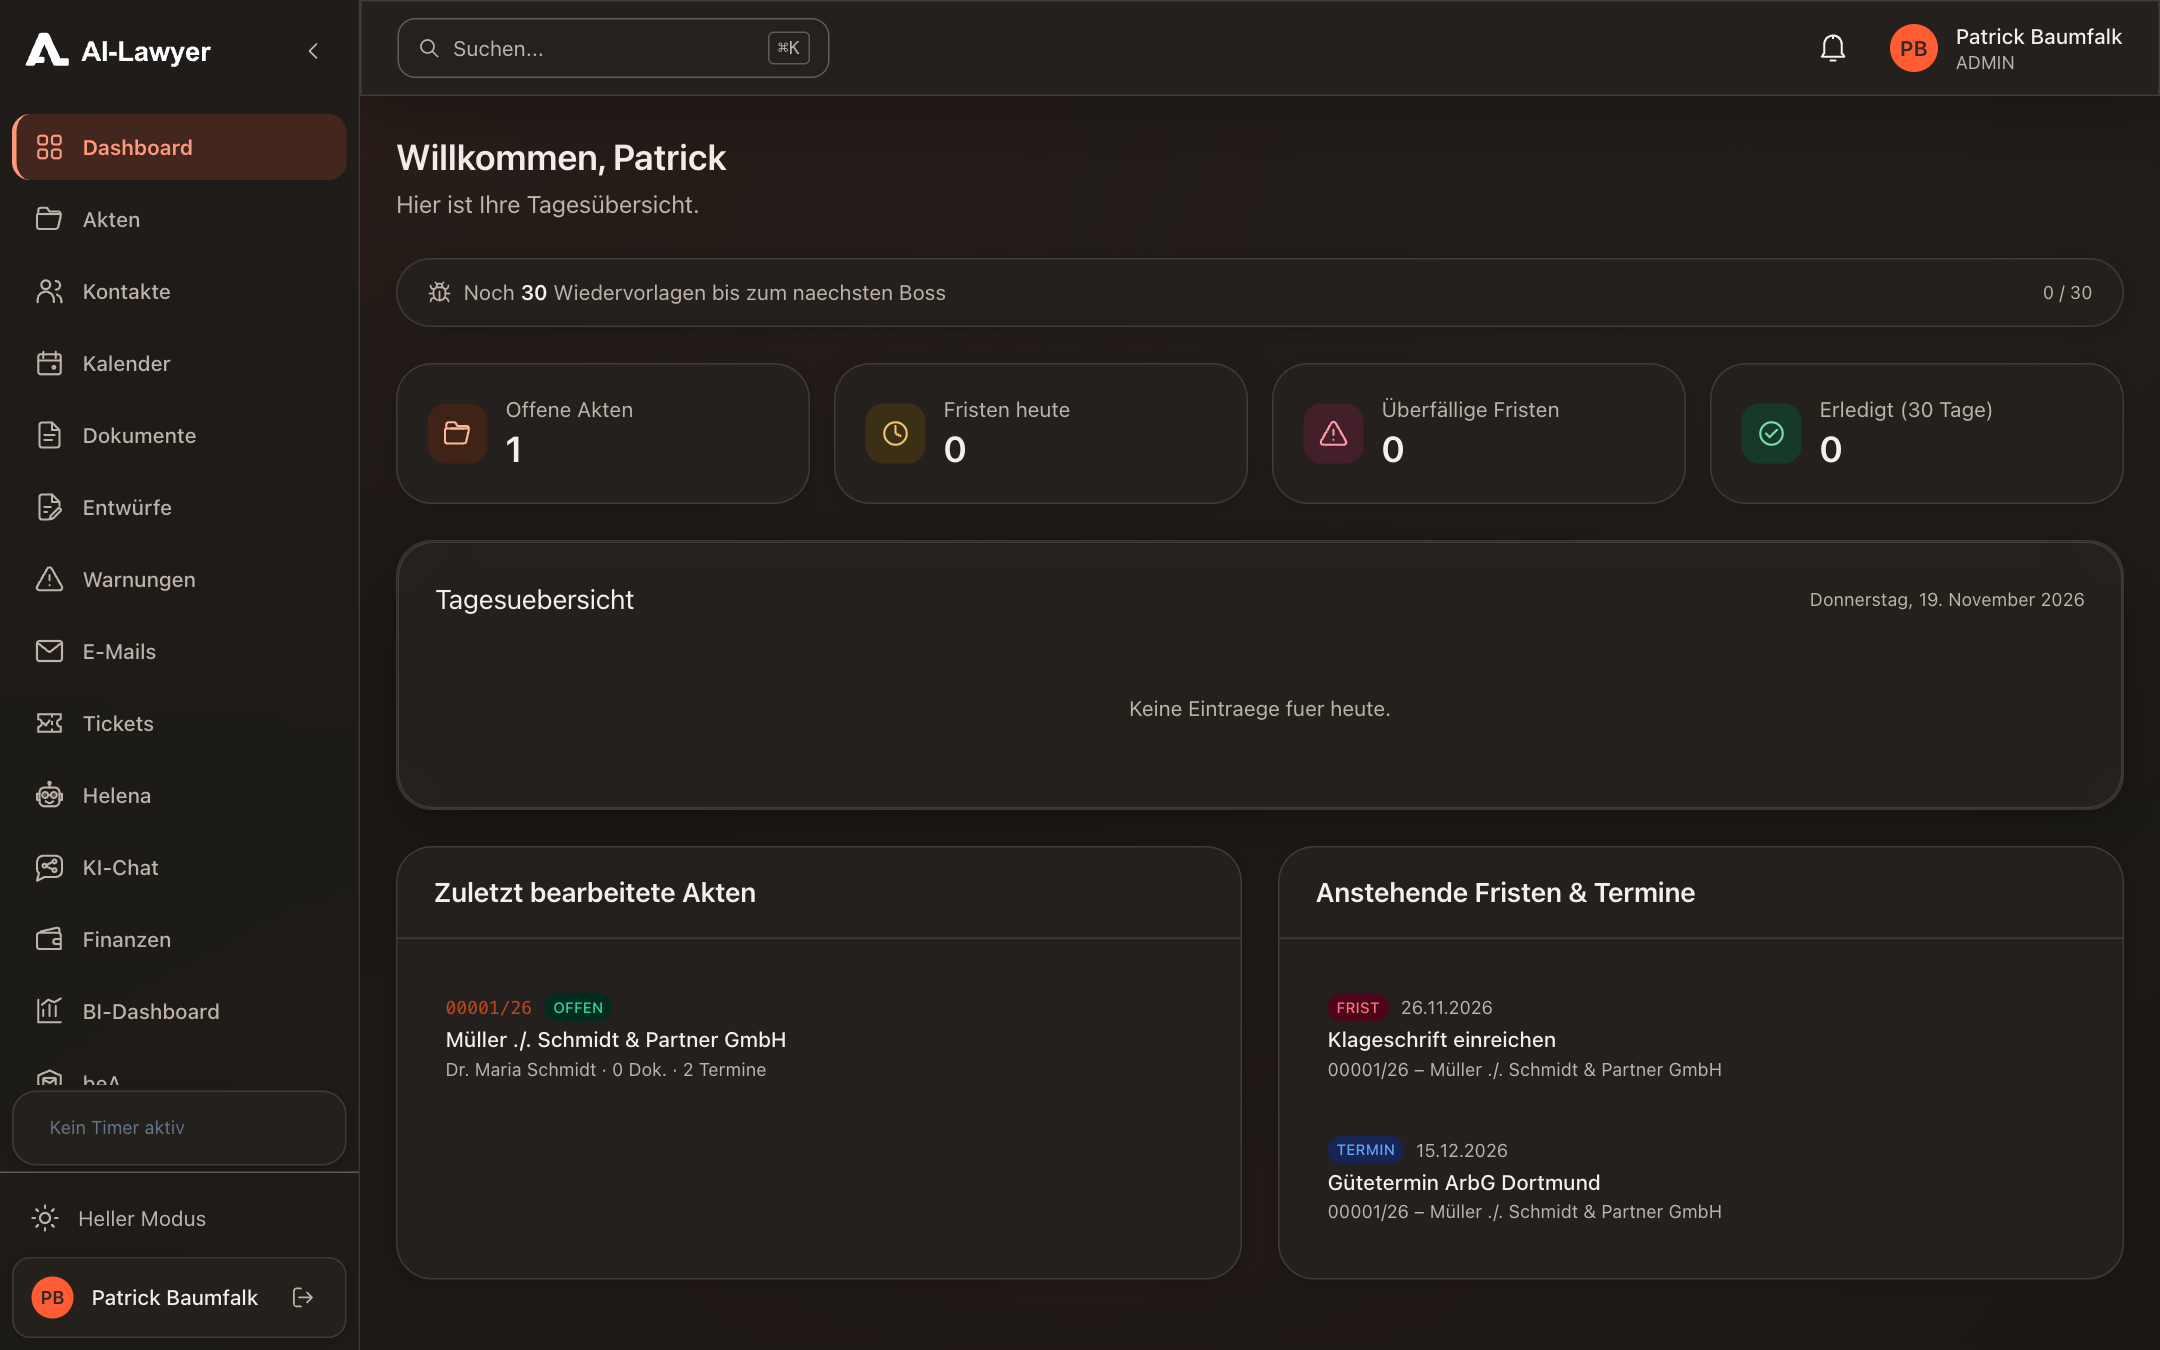 AI-Lawyer
Dashboard
Akten
Kontakte
Kalender
Dokumente
Entwürfe
Warnungen
E-Mails
Tickets
Helena
KI-Chat
Finanzen
BI-Dashboard
beA
Kein Timer aktiv
Heller Modus
PB Patrick Baumfalk
Suchen... ⌘K
PB Patrick Baumfalk
ADMIN
Willkommen, Patrick
Hier ist Ihre Tagesübersicht.
Noch 30 Wiedervorlagen bis zum naechsten Boss 0 / 30
Offene Akten
1
Fristen heute
0
Überfällige Fristen
0
Erledigt (30 Tage)
0
Tagesuebersicht Donnerstag, 19. November 2026
Keine Eintraege fuer heute.
Zuletzt bearbeitete Akten
00001/26 OFFEN
Müller ./. Schmidt & Partner GmbH
Dr. Maria Schmidt · 0 Dok. · 2 Termine
Anstehende Fristen & Termine
FRIST 26.11.2026
Klageschrift einreichen
00001/26 – Müller ./. Schmidt & Partner GmbH
TERMIN 15.12.2026
Gütetermin ArbG Dortmund
00001/26 – Müller ./. Schmidt & Partner GmbH